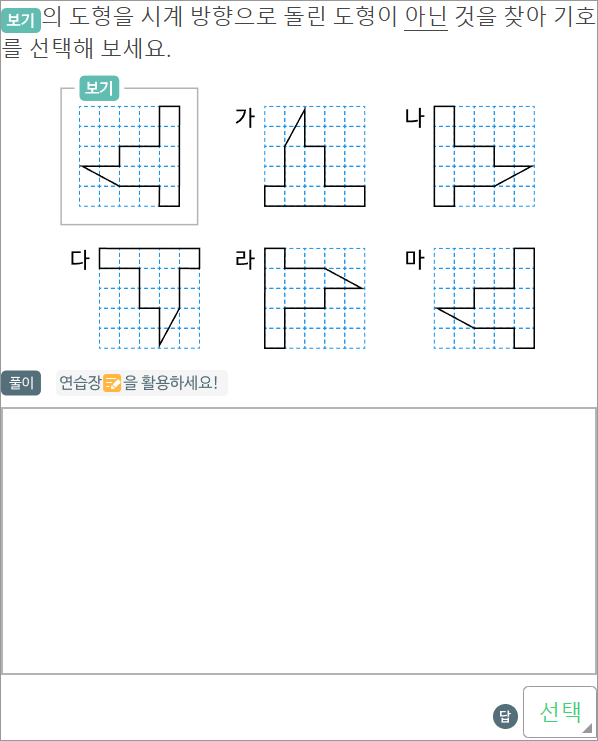 보기의 도형을 시계 방향으로 돌린 도형이 아닌 것을 찾아 기호
를 선택해 보세요.
보기 가 나
다 라 마
풀이 연습장을 활용하세요!
답 선택